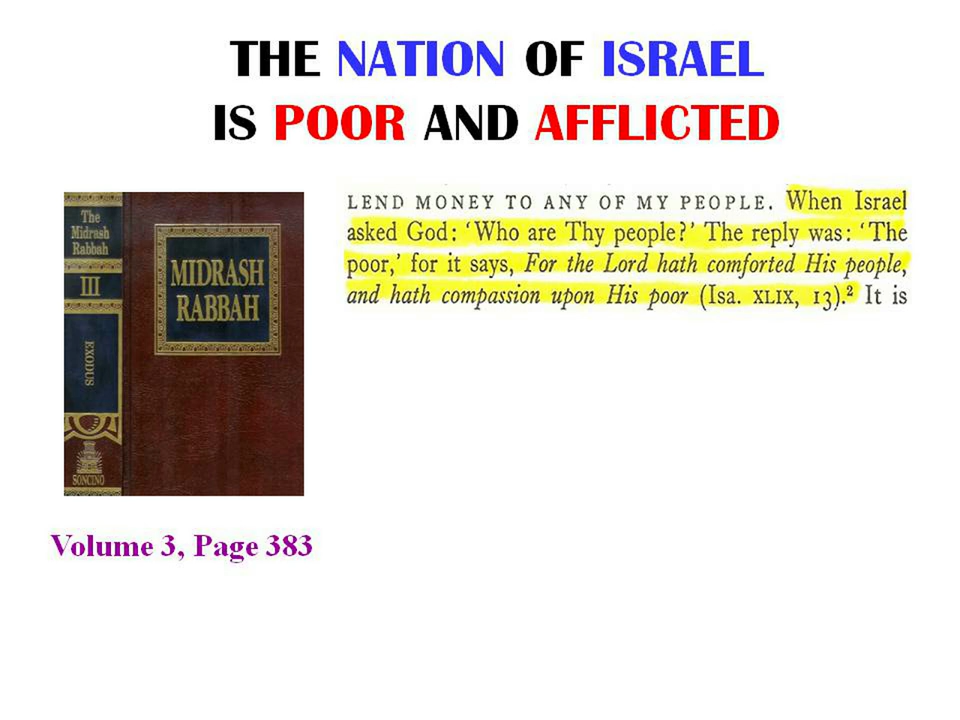 THE NATION OF ISRAEL
IS POOR AND AFFLICTED
The
Midrash
Rabbah
III
EXODUS
SONCINO
MIDRASH
RABBAH
LEND MONEY TO ANY OF MY PEOPLE. When Israel
asked God: ‘Who are Thy people?’ The reply was: ‘The
poor,’ for it says, For the Lord hath comforted His people,
and hath compassion upon His poor (Isa. XLIX, 13).² It is
Volume 3, Page 383